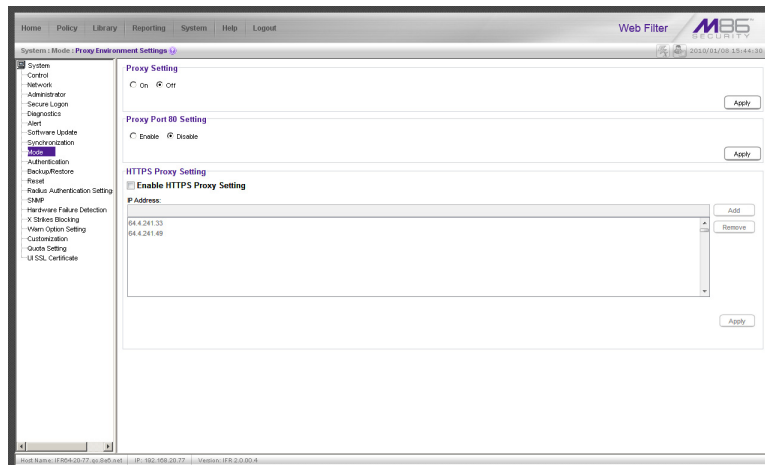 Home Policy Library Reporting System Help Logout
Web Filter
M86
SECURITY
System : Mode : Proxy Environment Settings
2010/01/08 15:44:30
System
Control
Network
Administrator
Secure Logon
Diagnostics
Alert
Software Update
Synchronization
Mode
Authentication
Backup/Restore
Reset
Radius Authentication Setting
SNMP
Hardware Failure Detection
X Strikes Blocking
Warn Option Setting
Customization
Quota Setting
UI SSL Certificate
Proxy Setting
On Off
Apply
Proxy Port 80 Setting
Enable Disable
Apply
HTTPS Proxy Setting
Enable HTTPS Proxy Setting
IP Address:
Add
64.4.241.33
64.4.241.49
Remove
Apply
Host Name: IFR64-20-77.qc.8e6.net IP: 192.168.20.77 Version: IFR 2.0.00.4